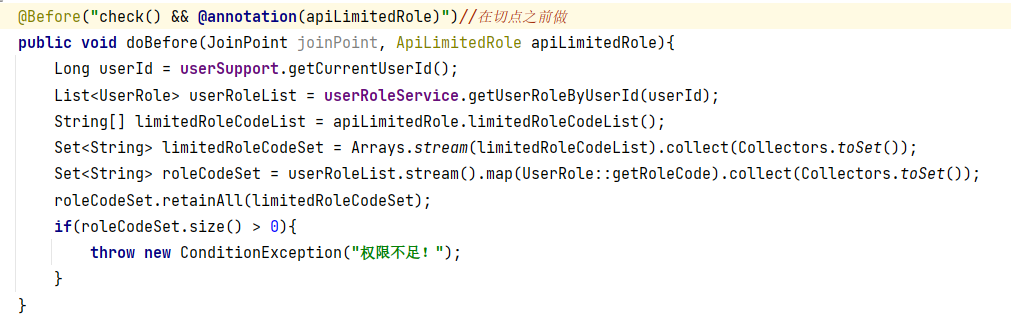 @Before("check() && @annotation(apiLimitedRole)")//在切点之前做
public void doBefore(JoinPoint joinPoint, ApiLimitedRole apiLimitedRole){
    Long userId = userSupport.getCurrentUserId();
    List<UserRole> userRoleList = userRoleService.getUserRoleByUserId(userId);
    String[] limitedRoleCodeList = apiLimitedRole.limitedRoleCodeList();
    Set<String> limitedRoleCodeSet = Arrays.stream(limitedRoleCodeList).collect(Collectors.toSet());
    Set<String> roleCodeSet = userRoleList.stream().map(UserRole::getRoleCode).collect(Collectors.toSet());
    roleCodeSet.retainAll(limitedRoleCodeSet);
    if(roleCodeSet.size() > 0){
        throw new ConditionException("权限不足！");
    }
}